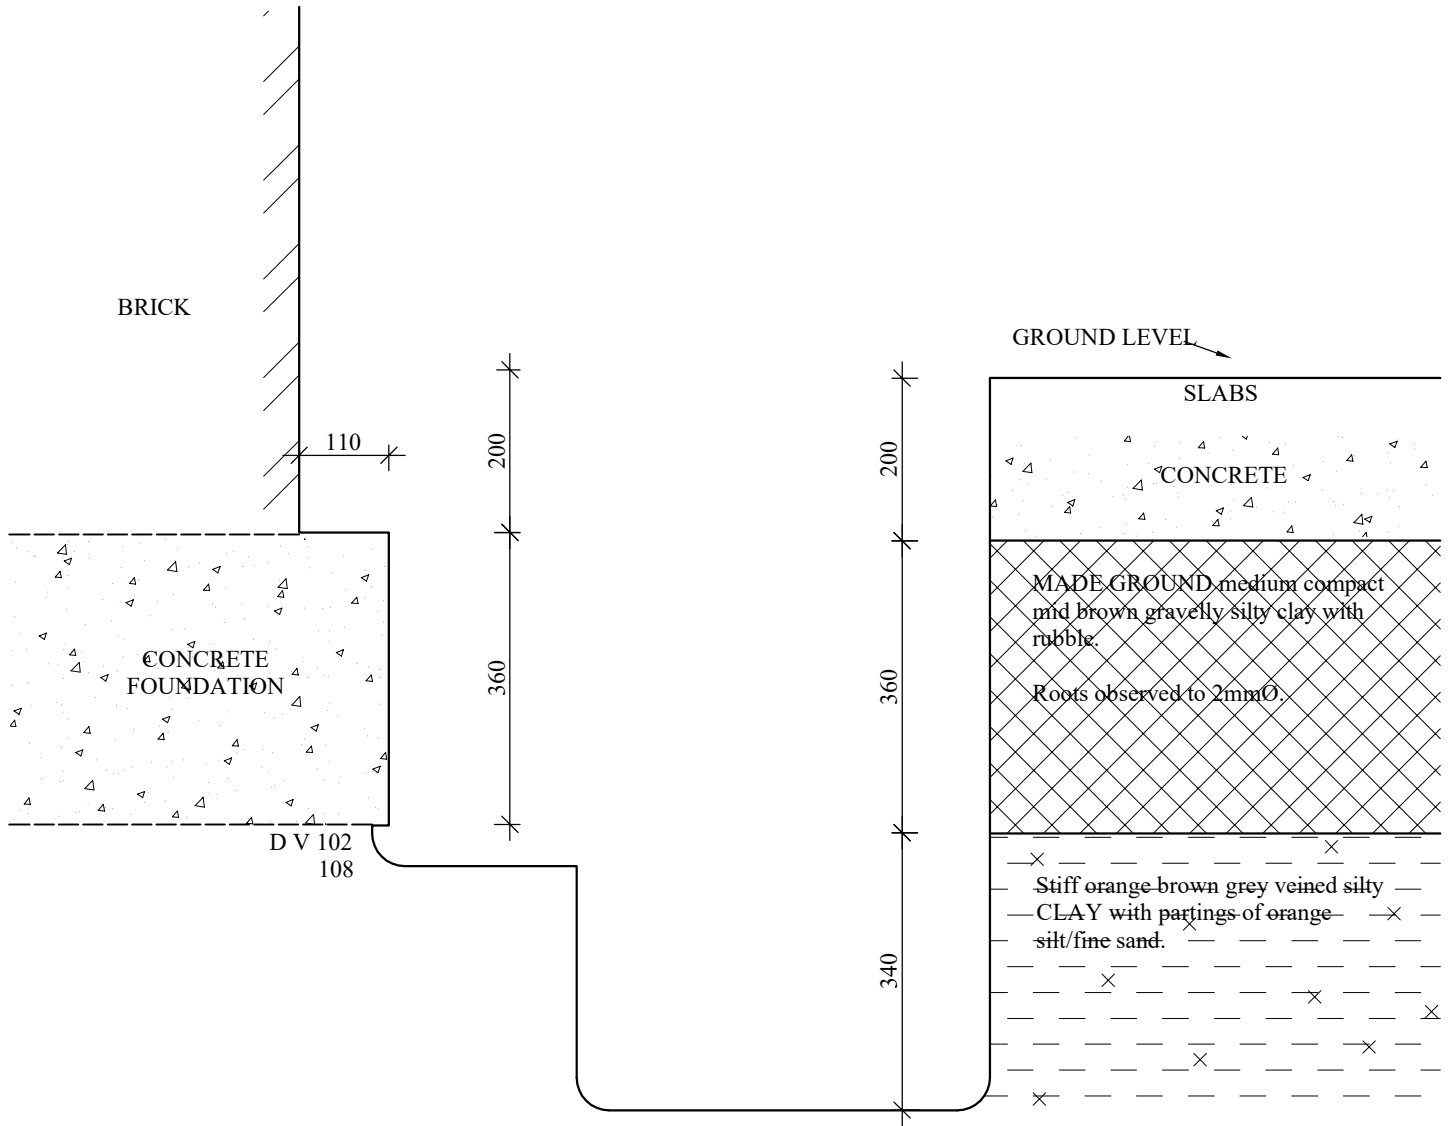 BRICK
GROUND LEVEL
SLABS
110
200
200
CONCRETE
MADE GROUND medium compact
mid brown gravelly silty clay with
rubble.
Roots observed to 2mmØ.
CONCRETE
FOUNDATION
360
360
D V 102
108
Stiff orange brown grey veined silty
CLAY with partings of orange
silt/fine sand.
340